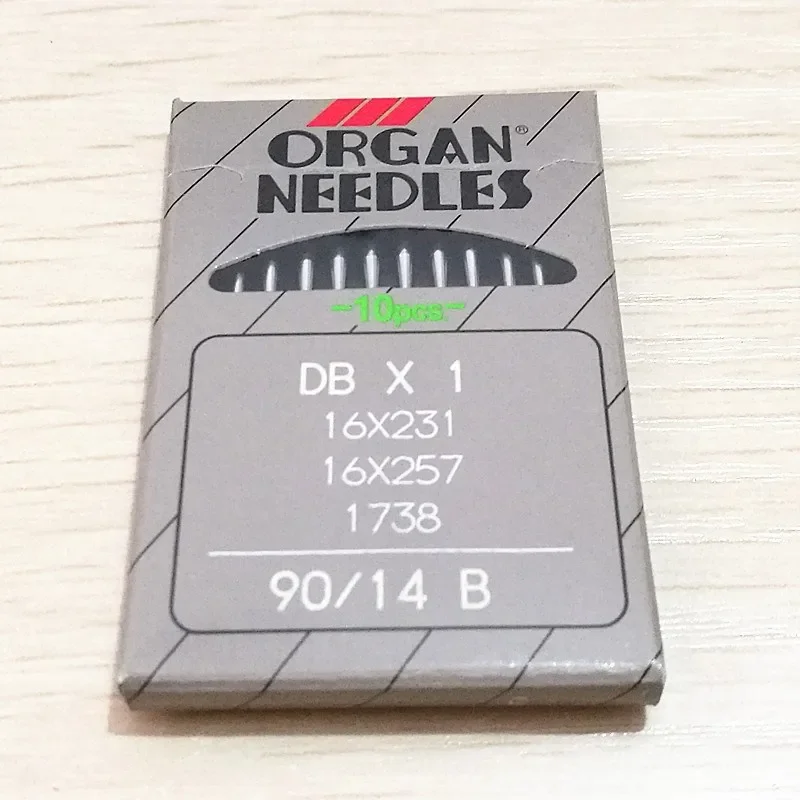 ORGAN®
NEEDLES
-10pcs.-
DB X 1
16X231
16X257
1738
90/14 B